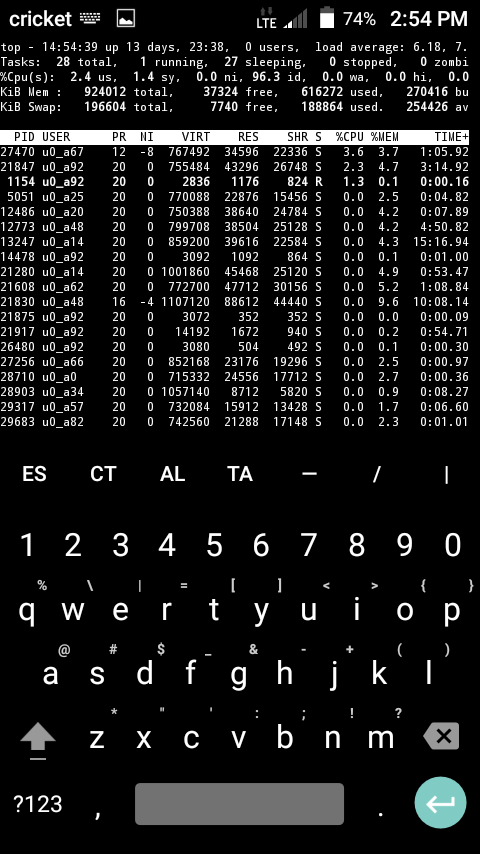 cricket LTE 74% 2:54 PM
top - 14:54:39 up 13 days, 23:38, 0 users, load average: 6.18, 7.
Tasks: 28 total, 1 running, 27 sleeping, 0 stopped, 0 zombi
%Cpu(s): 2.4 us, 1.4 sy, 0.0 ni, 96.3 id, 0.0 wa, 0.0 hi, 0.0
KiB Mem : 924012 total, 37324 free, 616272 used, 270416 bu
KiB Swap: 196604 total, 7740 free, 188864 used. 254426 av
PID USER PR NI VIRT RES SHR S %CPU %MEM TIME+
27470 u0_a67 12 -8 767492 34596 22336 S 3.6 3.7 1:05.92
21847 u0_a92 20 0 755484 43296 26748 S 2.3 4.7 3:14.92
1154 u0_a92 20 0 2836 1176 824 R 1.3 0.1 0:00.16
5051 u0_a25 20 0 770088 22876 15456 S 0.0 2.5 0:04.82
12486 u0_a20 20 0 750388 38640 24784 S 0.0 4.2 0:07.89
12773 u0_a48 20 0 799708 38504 25128 S 0.0 4.2 4:50.82
13247 u0_a14 20 0 859200 39616 22584 S 0.0 4.3 15:16.94
14478 u0_a92 20 0 3092 1092 864 S 0.0 0.1 0:01.00
21280 u0_a14 20 0 1001860 45468 25120 S 0.0 4.9 0:53.47
21608 u0_a62 20 0 772700 47712 30156 S 0.0 5.2 1:08.84
21830 u0_a48 16 -4 1107120 88612 44440 S 0.0 9.6 10:08.14
21875 u0_a92 20 0 3072 352 352 S 0.0 0.0 0:00.09
21917 u0_a92 20 0 14192 1672 940 S 0.0 0.2 0:54.71
26480 u0_a92 20 0 3080 504 492 S 0.0 0.1 0:00.30
27256 u0_a66 20 0 852168 23176 19296 S 0.0 2.5 0:00.97
28710 u0_a0 20 0 715332 24556 17712 S 0.0 2.7 0:00.36
28903 u0_a34 20 0 1057140 8712 5820 S 0.0 0.9 0:08.27
29317 u0_a57 20 0 732084 15912 13428 S 0.0 1.7 0:06.60
29683 u0_a82 20 0 742560 21288 17148 S 0.0 2.3 0:01.01
ES CT AL TA — / |
1 2 3 4 5 6 7 8 9 0
% \ | = [ ] < > { }
q w e r t y u i o p
@ # $ _ & - + ( )
a s d f g h j k l
* " ' : ; ! ?
z x c v b n m
?123 , .